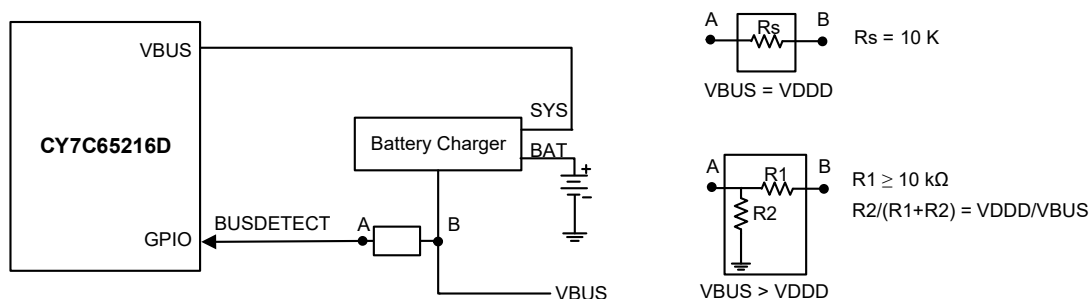 VBUS
CY7C65216D
GPIO
BUSDETECT
A
B
SYS
Battery Charger
BAT
+
-
VBUS
A
B
Rs
Rs = 10 K
VBUS = VDDD
A
B
R1
R2
R1 ≥ 10 kΩ
R2/(R1+R2) = VDDD/VBUS
VBUS > VDDD